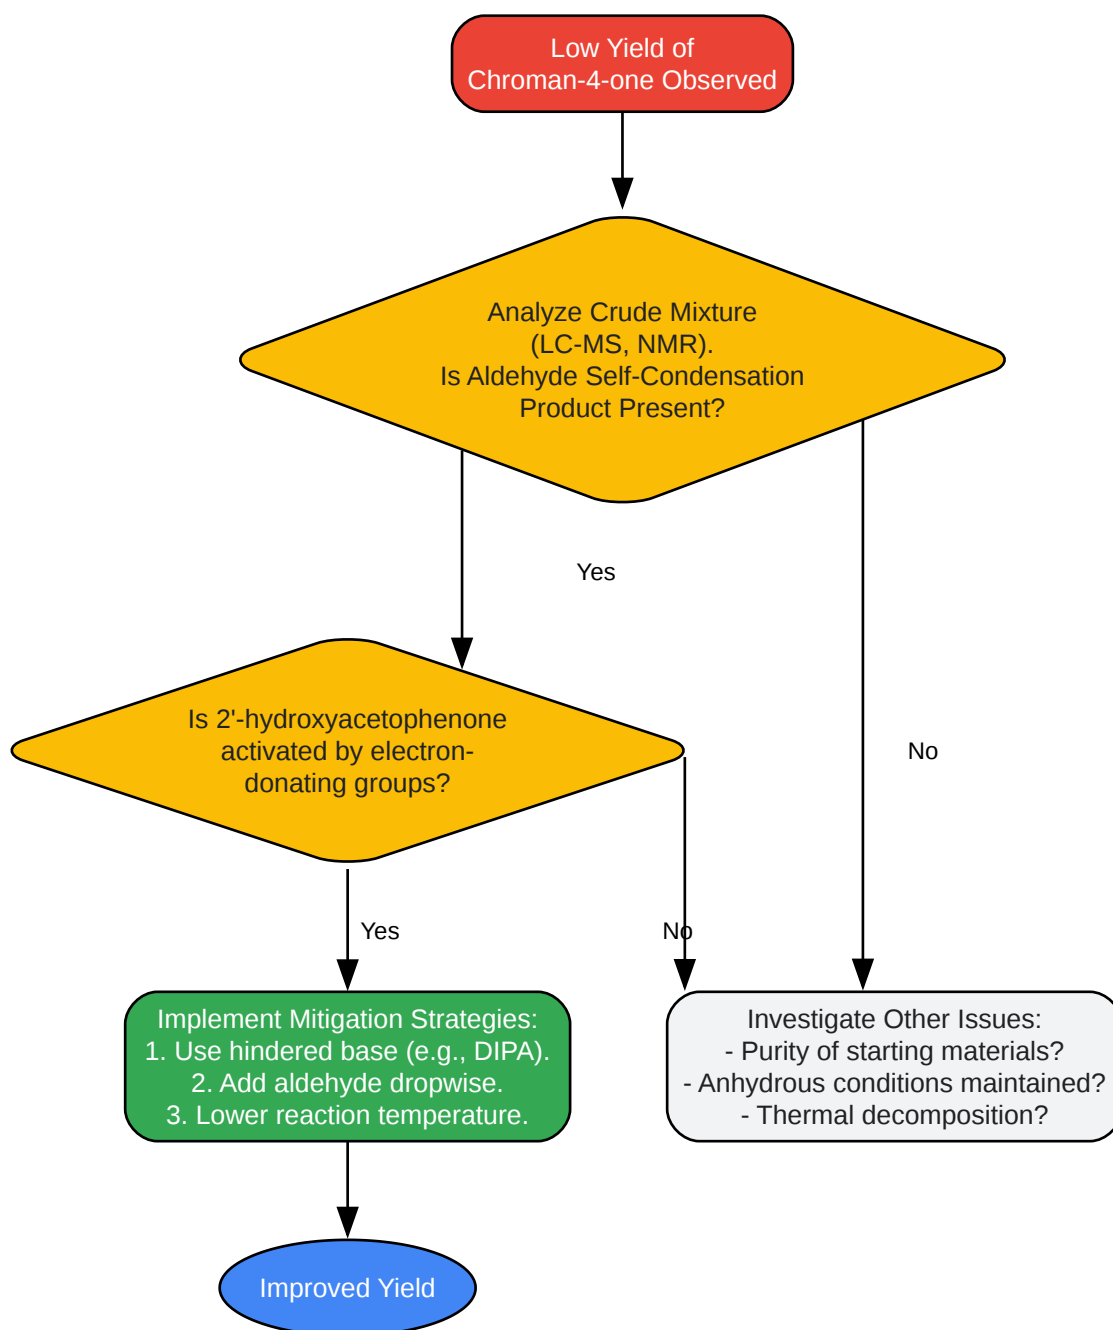 Low Yield of
Chroman-4-one Observed
Analyze Crude Mixture
(LC-MS, NMR).
Is Aldehyde Self-Condensation
Product Present?
Yes
Is 2'-hydroxyacetophenone
activated by electron-
donating groups?
No
Yes
No
Implement Mitigation Strategies:
1. Use hindered base (e.g., DIPA).
2. Add aldehyde dropwise.
3. Lower reaction temperature.
Investigate Other Issues:
- Purity of starting materials?
- Anhydrous conditions maintained?
- Thermal decomposition?
Improved Yield